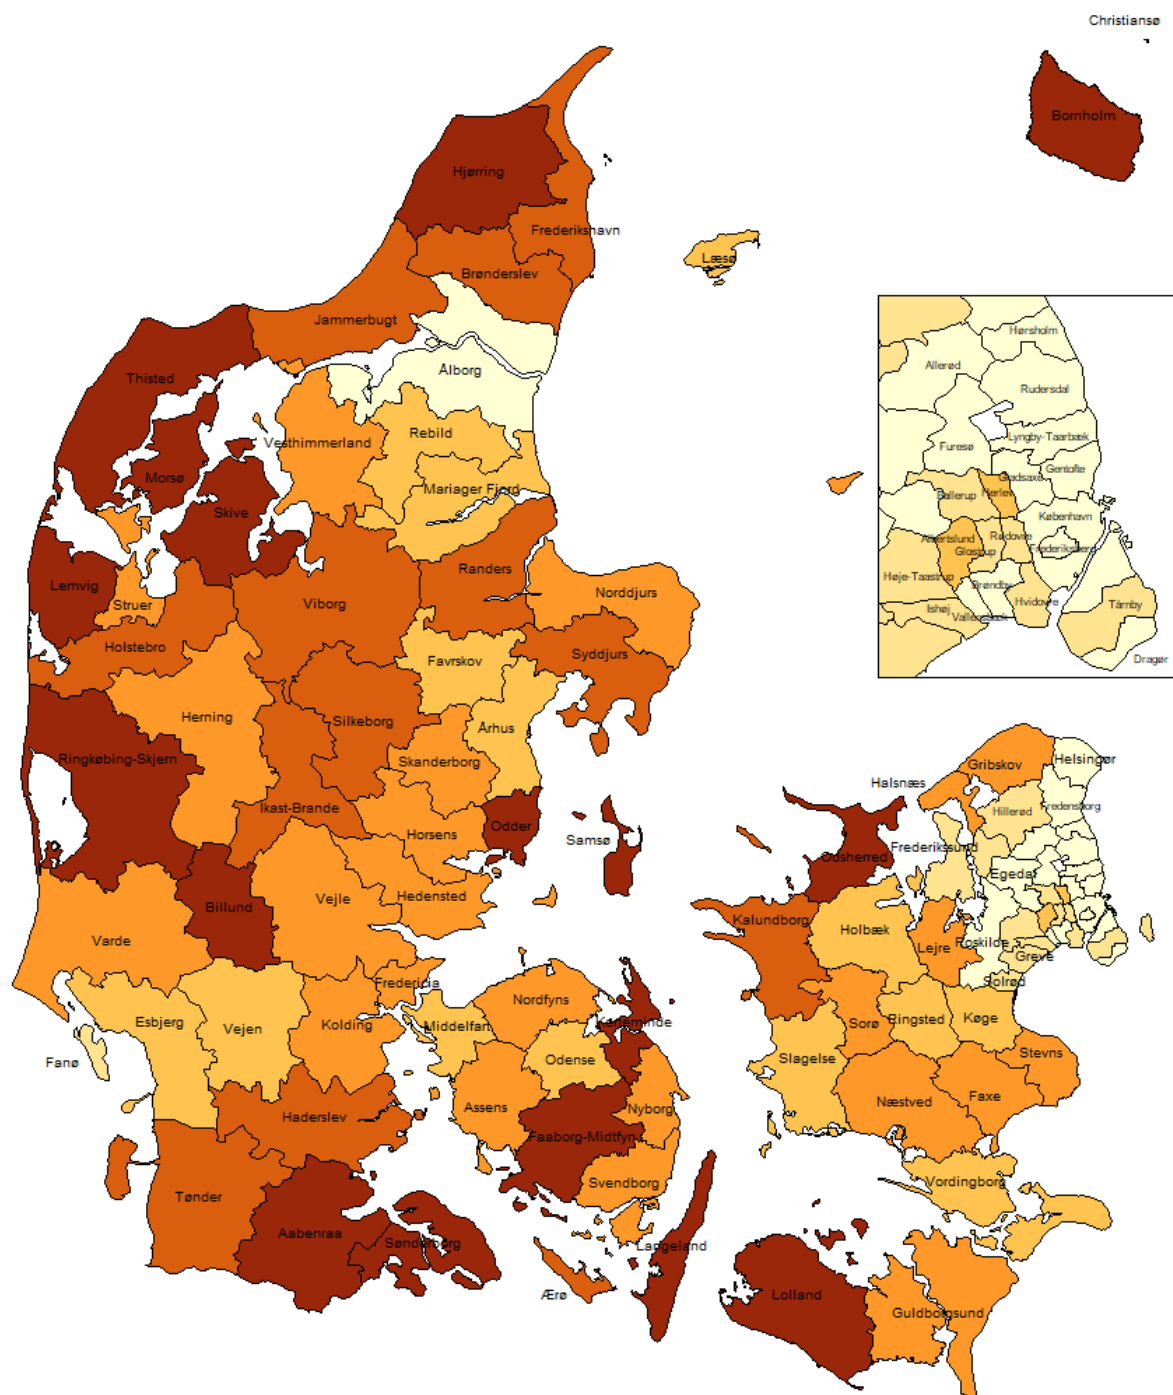 Christiansø
Bornholm
Hjørring
Frederikshavn
Læsø
Brønderslev
Jammerbugt
Ålborg
Thisted
Rebild
Vesthimmerland
Morsø
Mariager Fjord
Skive
Randers
Lemvig
Norddjurs
Struer
Viborg
Holstebro
Syddjurs
Favrskov
Herning
Silkeborg
Århus
Ringkøbing-Skjern
Skanderborg
Ikast-Brande
Odder
Horsens
Samsø
Billund
Vejle
Hedensted
Varde
Fredericia
Nordfyns
Esbjerg
Vejen
Kolding
Middelfart
Kerteminde
Odense
Fanø
Haderslev
Assens
Nyborg
Faaborg-Midtfyn
Svendborg
Tønder
Aabenraa
Sønderborg
Langeland
Ærø
Hørsholm
Allerød
Rudersdal
Lyngby-Taarbæk
Furesø
Gentofte
Gladsaxe
Ballerup
Herlev
København
Rødovre
Albertslund
Frederiksberg
Glostrup
Høje-Taastrup
Brøndby
Hvidovre
Tårnby
Ishøj
Vallensbæk
Dragør
Helsingør
Gribskov
Halsnæs
Fredensborg
Hillerød
Frederikssund
Odsherred
Egedal
Kalundborg
Holbæk
Roskilde
Lejre
Greve
Solrød
Sorø
Ringsted
Køge
Stevns
Slagelse
Næstved
Faxe
Vordingborg
Lolland
Guldborgsund